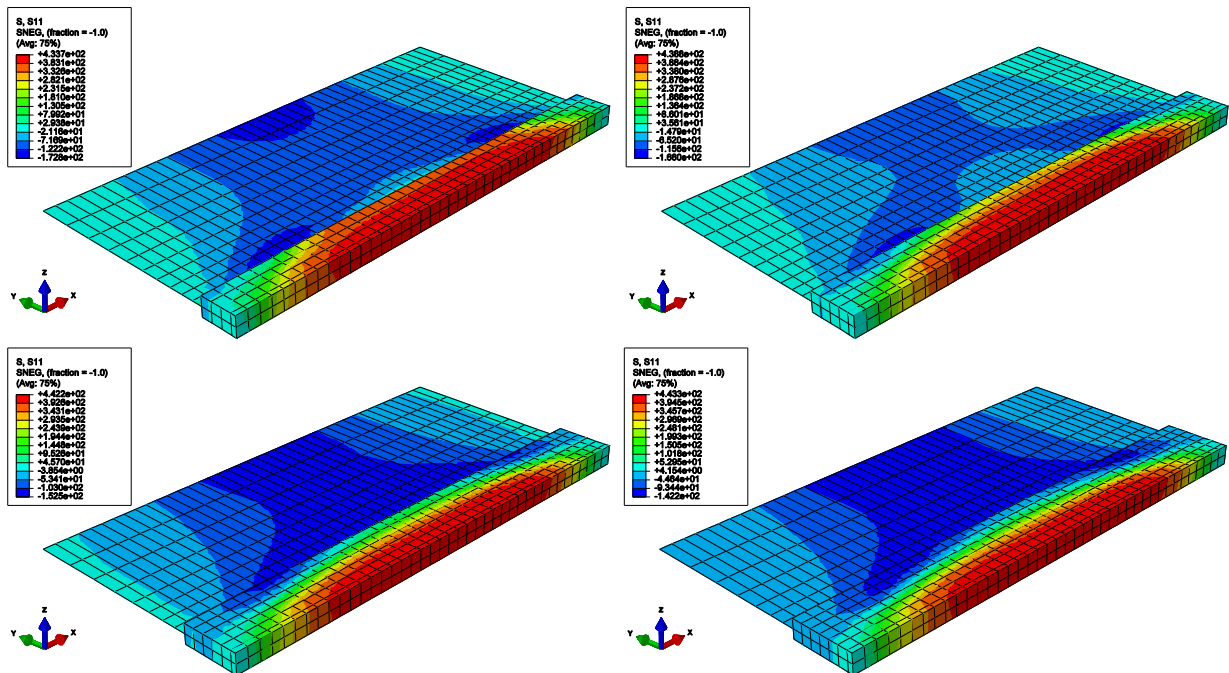 S, S11
SNEG, (fraction = -1.0)
(Avg: 75%)
+4.337e+02
+3.831e+02
+3.326e+02
+2.821e+02
+2.315e+02
+1.810e+02
+1.305e+02
+7.992e+01
+2.938e+01
-2.116e+01
-7.169e+01
-1.222e+02
-1.728e+02
Z
Y
X
S, S11
SNEG, (fraction = -1.0)
(Avg: 75%)
+4.388e+02
+3.884e+02
+3.380e+02
+2.876e+02
+2.372e+02
+1.868e+02
+1.364e+02
+8.601e+01
+3.561e+01
-1.479e+01
-6.520e+01
-1.156e+02
-1.660e+02
Z
Y
X
S, S11
SNEG, (fraction = -1.0)
(Avg: 75%)
+4.422e+02
+3.926e+02
+3.431e+02
+2.935e+02
+2.439e+02
+1.944e+02
+1.448e+02
+9.526e+01
+4.570e+01
-3.854e+00
-5.341e+01
-1.030e+02
-1.525e+02
Z
Y
X
S, S11
SNEG, (fraction = -1.0)
(Avg: 75%)
+4.433e+02
+3.945e+02
+3.457e+02
+2.969e+02
+2.481e+02
+1.993e+02
+1.505e+02
+1.018e+02
+5.295e+01
+4.154e+00
-4.464e+01
-9.344e+01
-1.422e+02
Z
Y
X